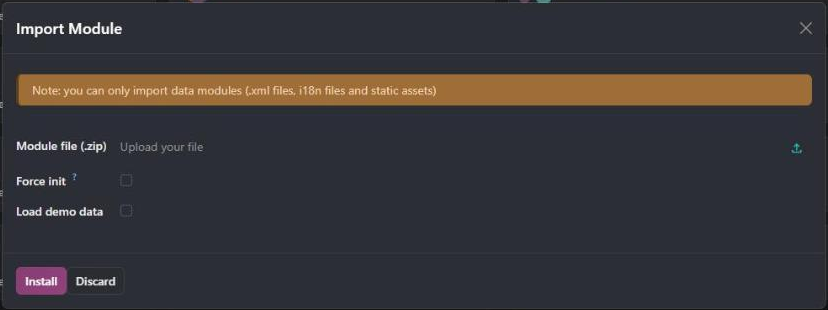 Import Module
Note: you can only import data modules (.xml files, i18n files and static assets)
Module file (.zip) Upload your file
Force init ?
Load demo data
Install Discard